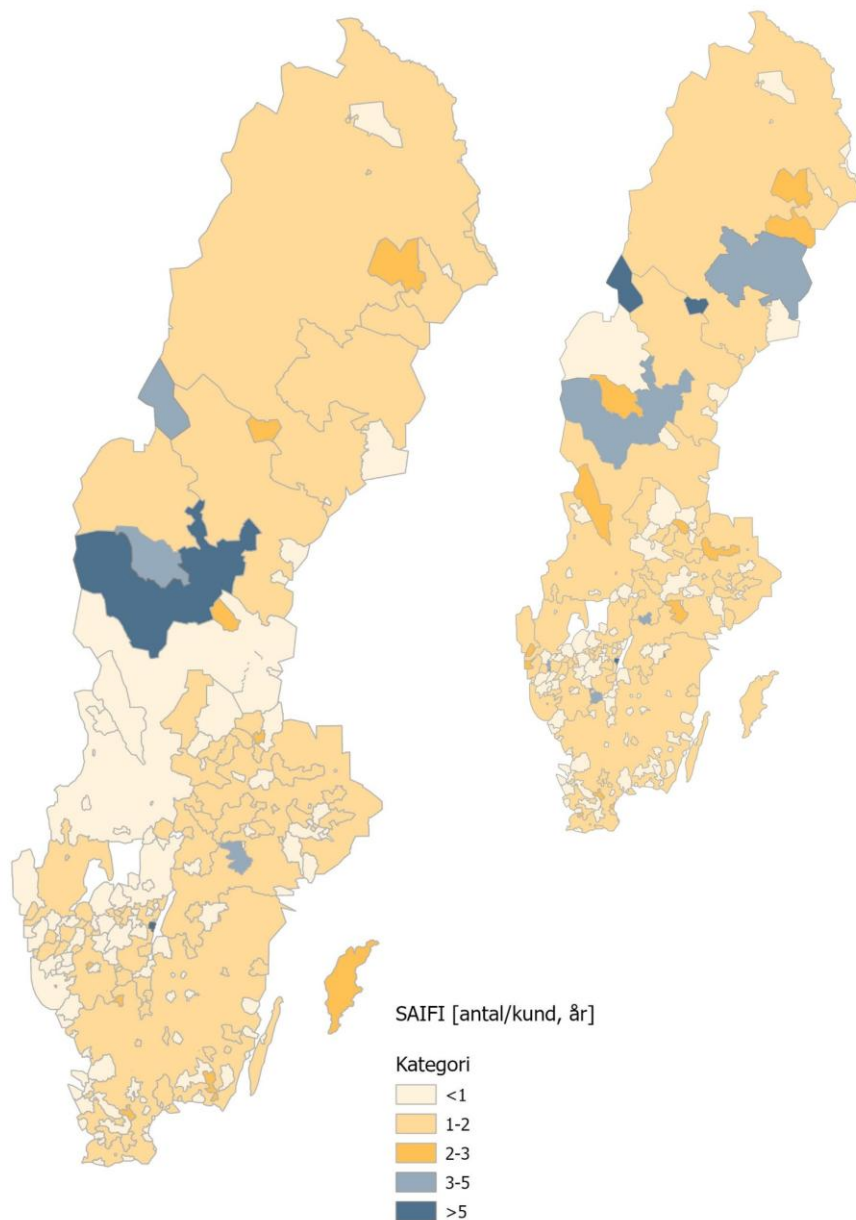 SAIFI [antal/kund, år]
Kategori
<1
1-2
2-3
3-5
>5